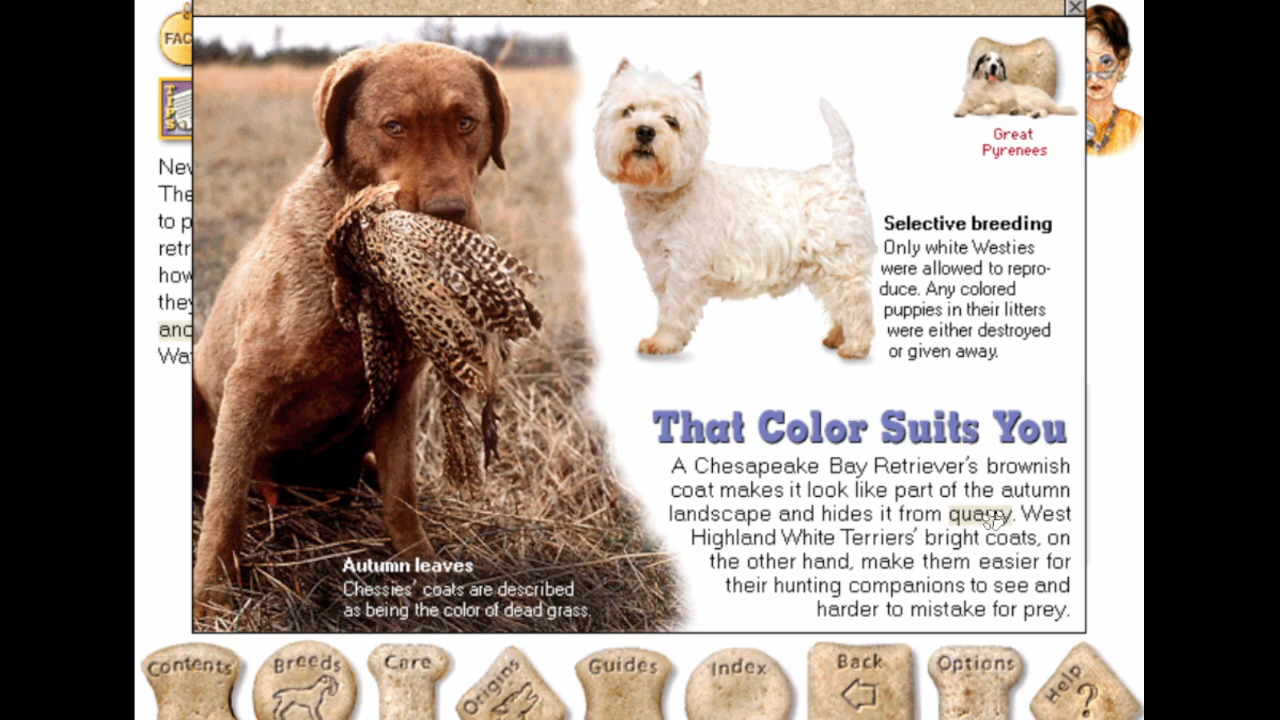 FAC
TIPS
New
The
to p
retr
how
they
and
Wat
Great
Pyrenees
Selective breeding
Only white Westies
were allowed to repro-
duce. Any colored
puppies in their litters
were either destroyed
or given away.
That Color Suits You
A Chesapeake Bay Retriever's brownish
coat makes it look like part of the autumn
landscape and hides it from quarry. West
Highland White Terriers' bright coats, on
the other hand, make them easier for
their hunting companions to see and
harder to mistake for prey.
Autumn leaves
Chessies' coats are described
as being the color of dead grass.
Contents
Breeds
Care
Origins
Guides
Index
Back
Options
Help
?